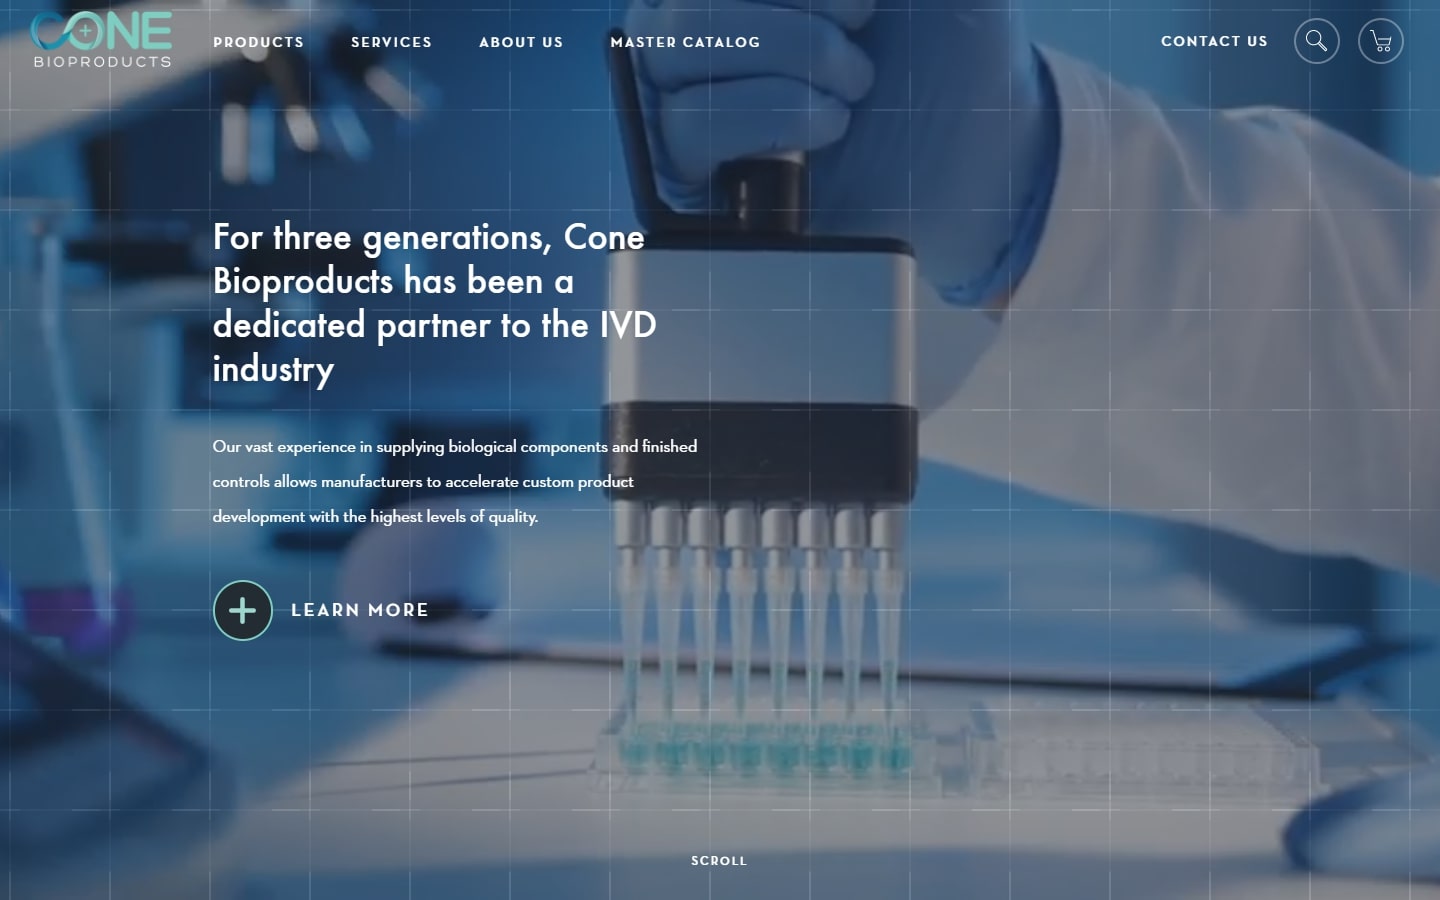 CONE
BIOPRODUCTS
PRODUCTS
SERVICES
ABOUT US
MASTER CATALOG
CONTACT US
For three generations, Cone
Bioproducts has been a
dedicated partner to the IVD
industry
Our vast experience in supplying biological components and finished
controls allows manufacturers to accelerate custom product
development with the highest levels of quality.
LEARN MORE
SCROLL